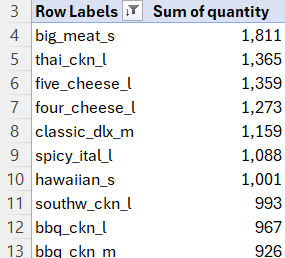 3 Row Labels Sum of quantity
4 big_meat_s 1,811
5 thai_ckn_l 1,365
6 five_cheese_l 1,359
7 four_cheese_l 1,273
8 classic_dlx_m 1,159
9 spicy_ital_l 1,088
10 hawaiian_s 1,001
11 southw_ckn_l 993
12 bbq_ckn_l 967
13 bbq_ckn_m 926